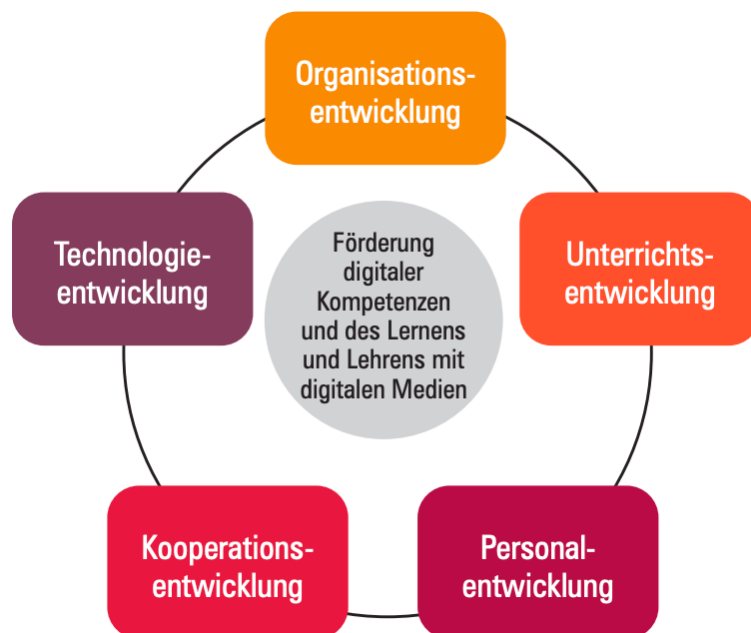 Organisations-
entwicklung
Technologie-
entwicklung
Förderung
digitaler
Kompetenzen
und des Lernens
und Lehrens mit
digitalen Medien
Unterrichts-
entwicklung
Kooperations-
entwicklung
Personal-
entwicklung